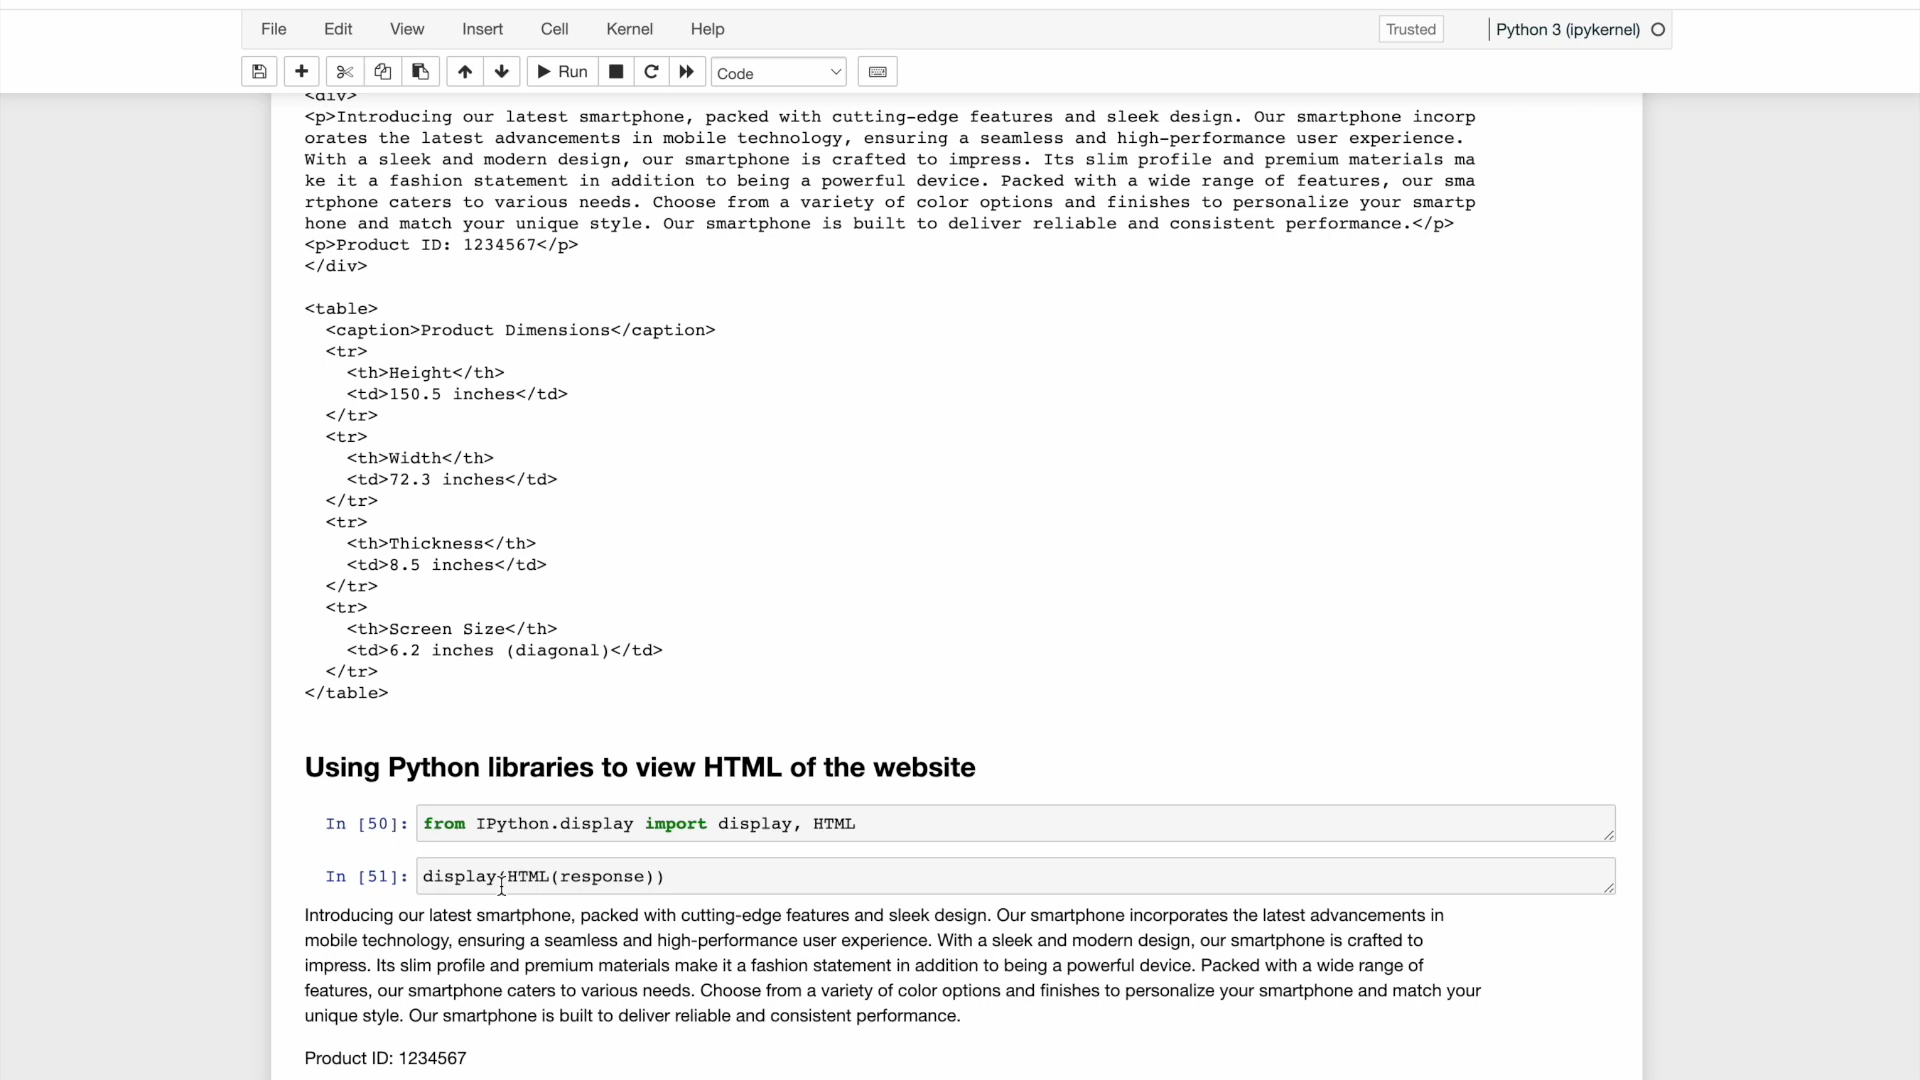 File Edit View Insert Cell Kernel Help Trusted Python 3 (ipykernel)
Run Code
<div>
<p>Introducing our latest smartphone, packed with cutting-edge features and sleek design. Our smartphone incorp
orates the latest advancements in mobile technology, ensuring a seamless and high-performance user experience.
With a sleek and modern design, our smartphone is crafted to impress. Its slim profile and premium materials ma
ke it a fashion statement in addition to being a powerful device. Packed with a wide range of features, our sma
rtphone caters to various needs. Choose from a variety of color options and finishes to personalize your smartp
hone and match your unique style. Our smartphone is built to deliver reliable and consistent performance.</p>
<p>Product ID: 1234567</p>
</div>
<table>
<caption>Product Dimensions</caption>
<tr>
<th>Height</th>
<td>150.5 inches</td>
</tr>
<tr>
<th>Width</th>
<td>72.3 inches</td>
</tr>
<tr>
<th>Thickness</th>
<td>8.5 inches</td>
</tr>
<tr>
<th>Screen Size</th>
<td>6.2 inches (diagonal)</td>
</tr>
</table>
Using Python libraries to view HTML of the website
In [50]: from IPython.display import display, HTML
In [51]: display(HTML(response))
Introducing our latest smartphone, packed with cutting-edge features and sleek design. Our smartphone incorporates the latest advancements in
mobile technology, ensuring a seamless and high-performance user experience. With a sleek and modern design, our smartphone is crafted to
impress. Its slim profile and premium materials make it a fashion statement in addition to being a powerful device. Packed with a wide range of
features, our smartphone caters to various needs. Choose from a variety of color options and finishes to personalize your smartphone and match your
unique style. Our smartphone is built to deliver reliable and consistent performance.
Product ID: 1234567